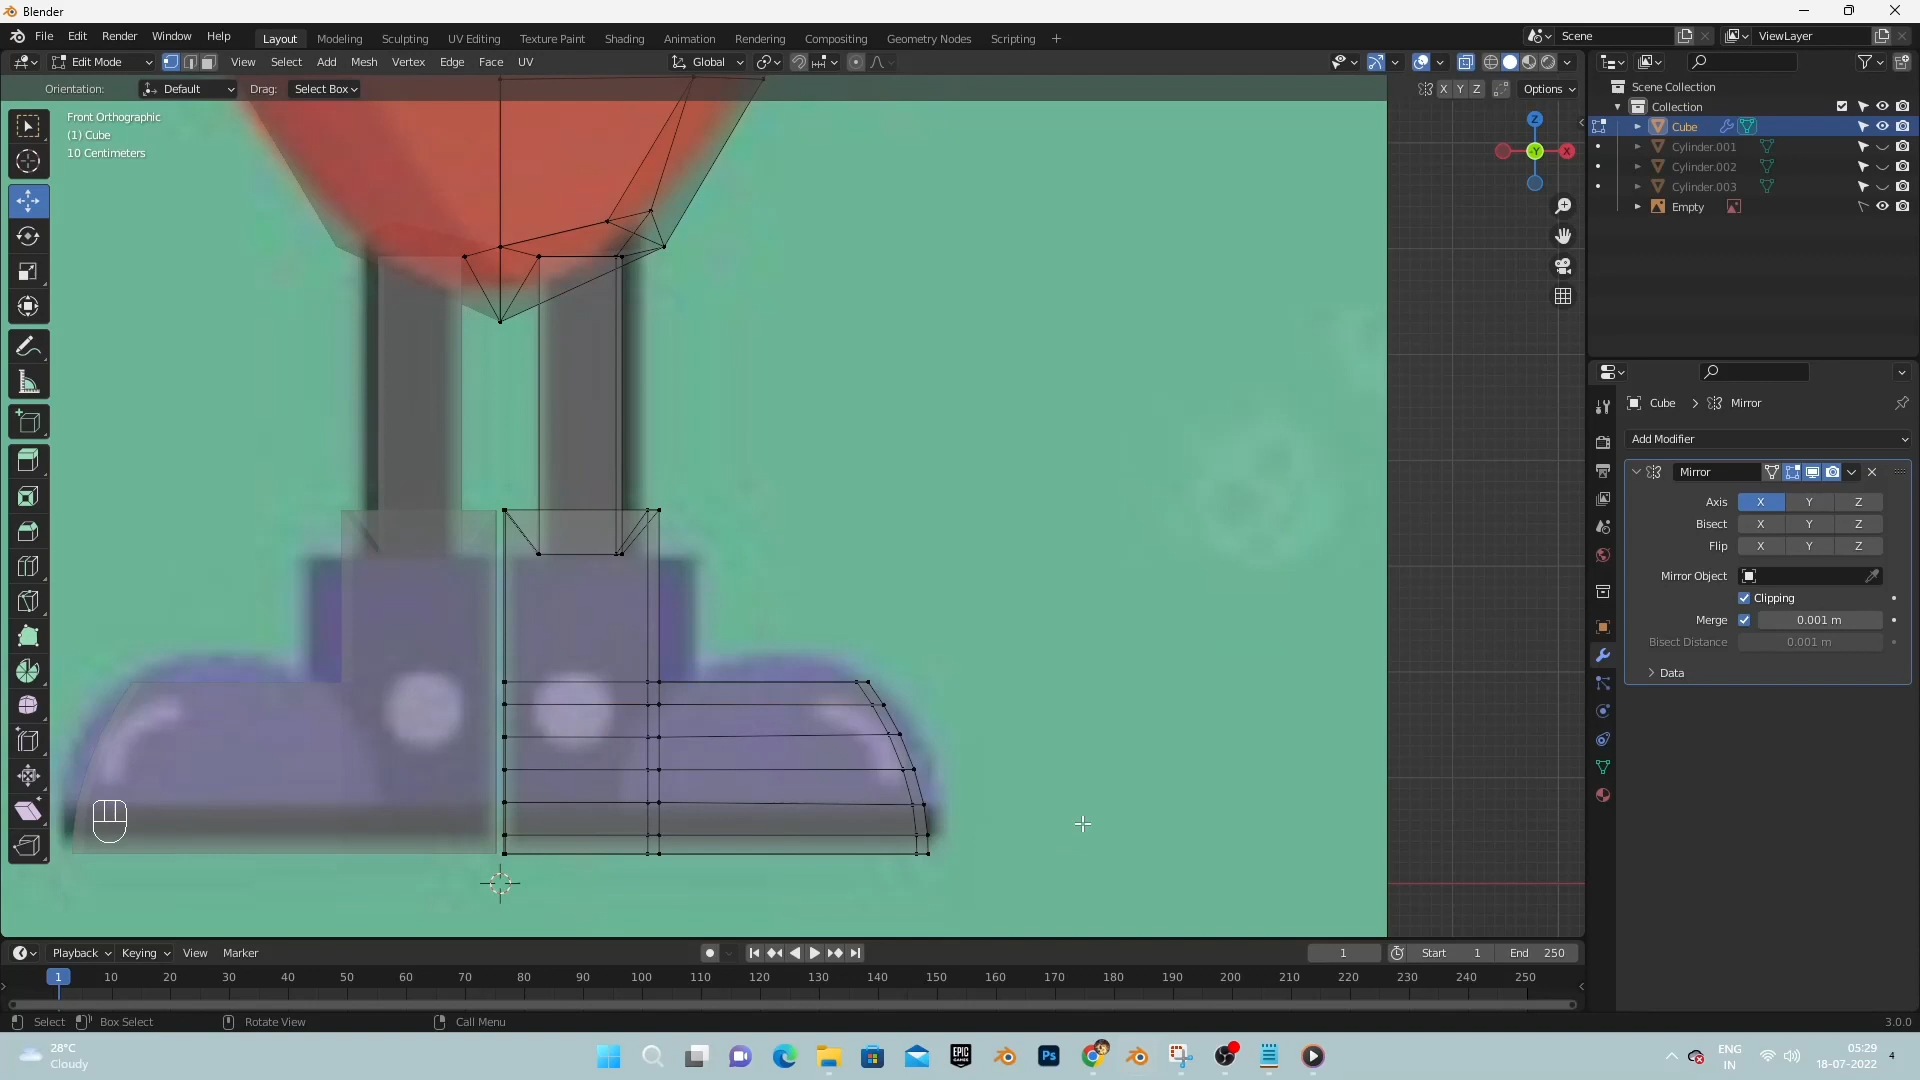 Blender
File Edit Render Window Help
Layout Modeling Sculpting UV Editing Texture Paint Shading Animation Rendering Compositing Geometry Nodes Scripting +
Scene ViewLayer
Edit Mode View Select Add Mesh Vertex Edge Face UV Global
Orientation: Default Drag: Select Box X Y Z Options
Front Orthographic
(1) Cube
10 Centimeters
Z
-Y X
Scene Collection
Collection
Cube
Cylinder.001
Cylinder.002
Cylinder.003
Empty
Cube > Mirror
Add Modifier
Mirror
Axis X Y Z
Bisect X Y Z
Flip X Y Z
Mirror Object
Clipping
Merge 0.001 m
Bisect Distance 0.001 m
Data
Playback Keying View Marker 1 Start 1 End 250
1 10 20 30 40 50 60 70 80 90 100 110 120 130 140 150 160 170 180 190 200 210 220 230 240 250
Select Box Select Rotate View Call Menu 3.0.0
28°C
Cloudy
EPIC GAMES
Ps
ENG
IN
05:29
18-07-2022
4